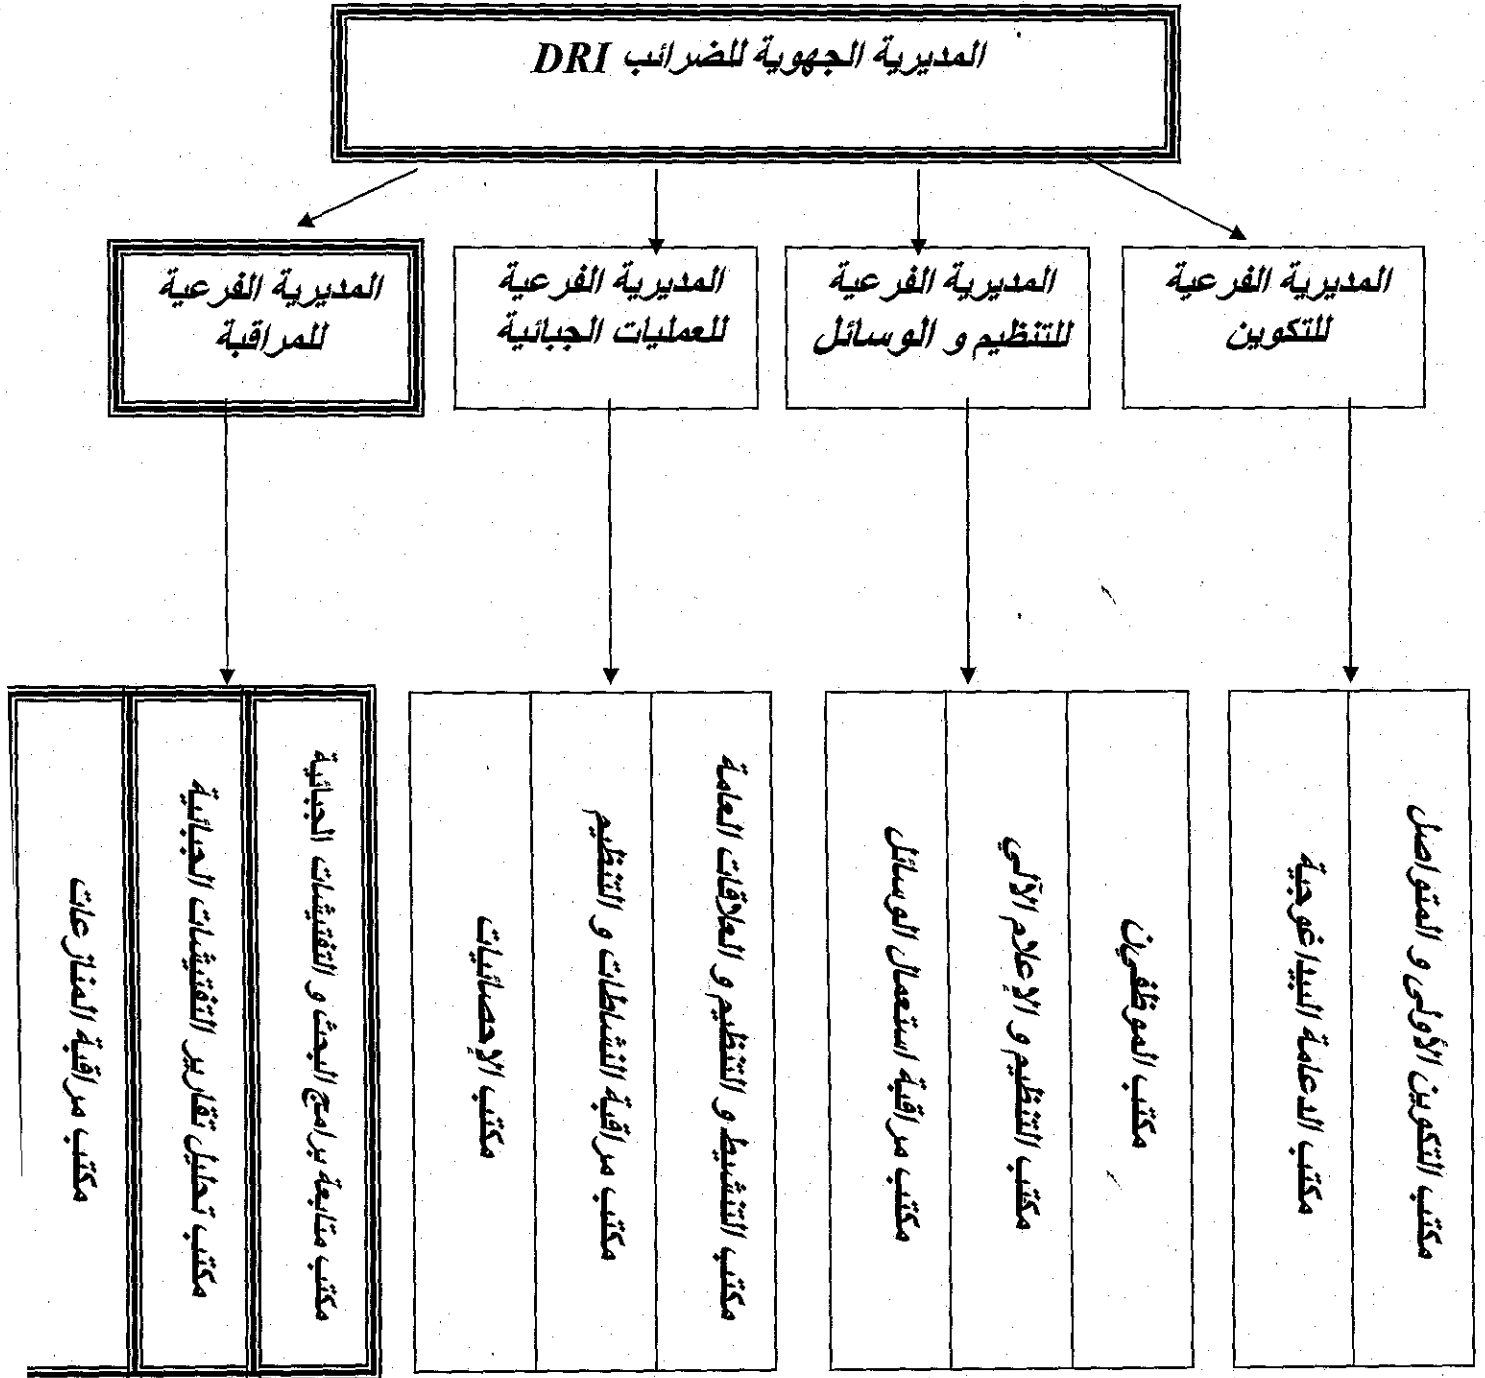 المديرية الجهوية للضرائب DRI
المديرية الفرعية
للتكوين
المديرية الفرعية
للتنظيم و الوسائل
المديرية الفرعية
للعمليات الجبائية
المديرية الفرعية
للمراقبة
مكتب التكوين الأولى و المتواصل
مكتب الدعامة البيداغوجية
مكتب الموظفين
مكتب التنظيم و الإعلام الآلي
مكتب مراقبة استعمال الوسائل
مكتب التنشيط و التنظيم و العلاقات العامة
مكتب مراقبة النشاطات و التنظيم
مكتب الإحصائيات
مكتب متابعة برامج البحث و التفتيشات الجبائية
مكتب تحليل تقارير التفتيشات الجبائية
مكتب مراقبة المنازعات